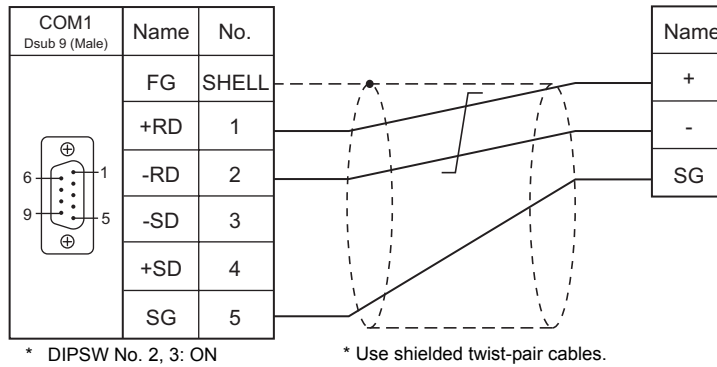 COM1
Dsub 9 (Male)
Name No.
Name
FG SHELL
+
+RD 1
-
-RD 2
SG
-SD 3
+SD 4
SG 5
6
1
9
5
* DIPSW No. 2, 3: ON
* Use shielded twist-pair cables.